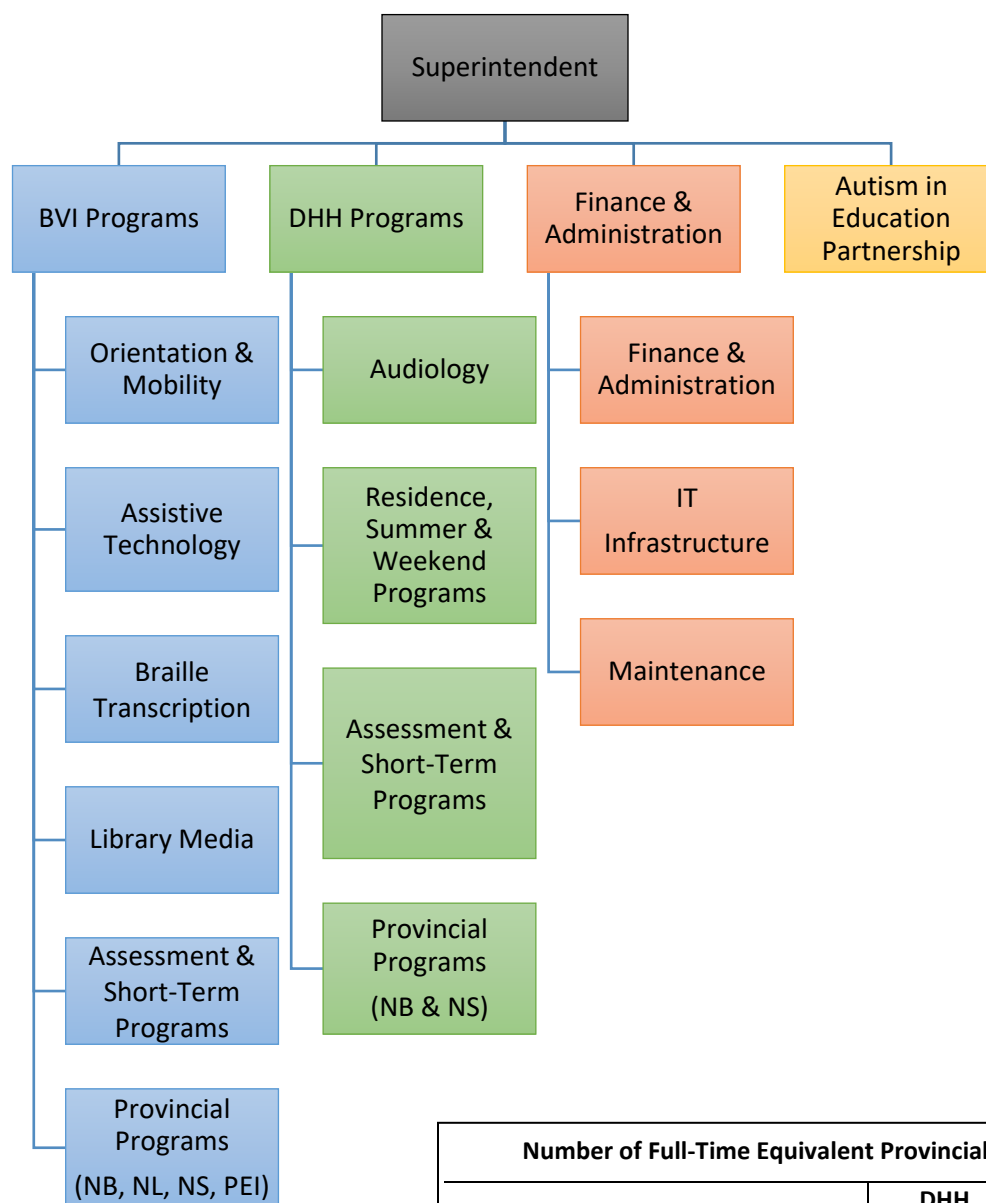 Superintendent
BVI Programs
DHH Programs
Finance &
Administration
Autism in
Education
Partnership
Orientation &
Mobility
Assistive
Technology
Braille
Transcription
Library Media
Assessment &
Short-Term
Programs
Provincial
Programs
(NB, NL, NS, PEI)
Audiology
Residence,
Summer &
Weekend
Programs
Assessment &
Short-Term
Programs
Provincial
Programs
(NB & NS)
Finance &
Administration
IT
Infrastructure
Maintenance
Number of Full-Time Equivalent Provincial
DHH